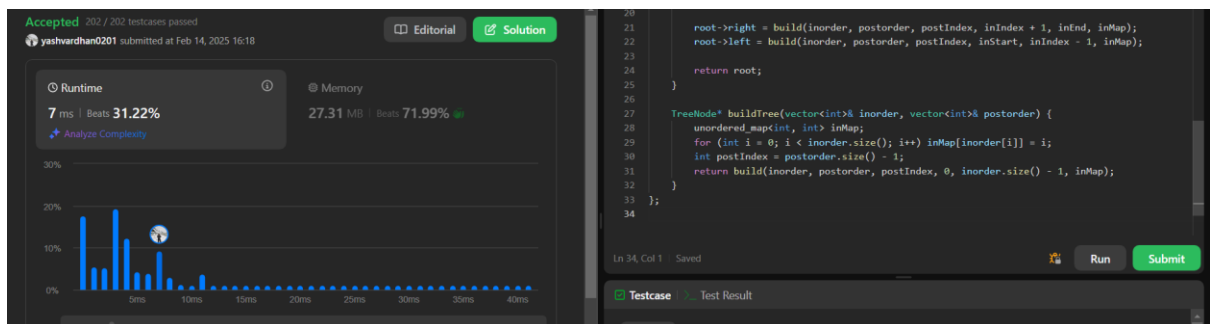 Accepted 202 / 202 testcases passed
yashvardhan0201 submitted at Feb 14, 2025 16:18
Editorial
Solution
Runtime
7 ms | Beats 31.22%
Analyze Complexity
Memory
27.31 MB | Beats 71.99%
30%
20%
10%
0%
5ms 10ms 15ms 20ms 25ms 30ms 35ms 40ms
20
21 root->right = build(inorder, postorder, postIndex, inIndex + 1, inEnd, inMap);
22 root->left = build(inorder, postorder, postIndex, inStart, inIndex - 1, inMap);
23
24 return root;
25 }
26
27 TreeNode* buildTree(vector<int>& inorder, vector<int>& postorder) {
28 unordered_map<int, int> inMap;
29 for (int i = 0; i < inorder.size(); i++) inMap[inorder[i]] = i;
30 int postIndex = postorder.size() - 1;
31 return build(inorder, postorder, postIndex, 0, inorder.size() - 1, inMap);
32 }
33 };
34
Ln 34, Col 1 | Saved
Run
Submit
Testcase | >_ Test Result